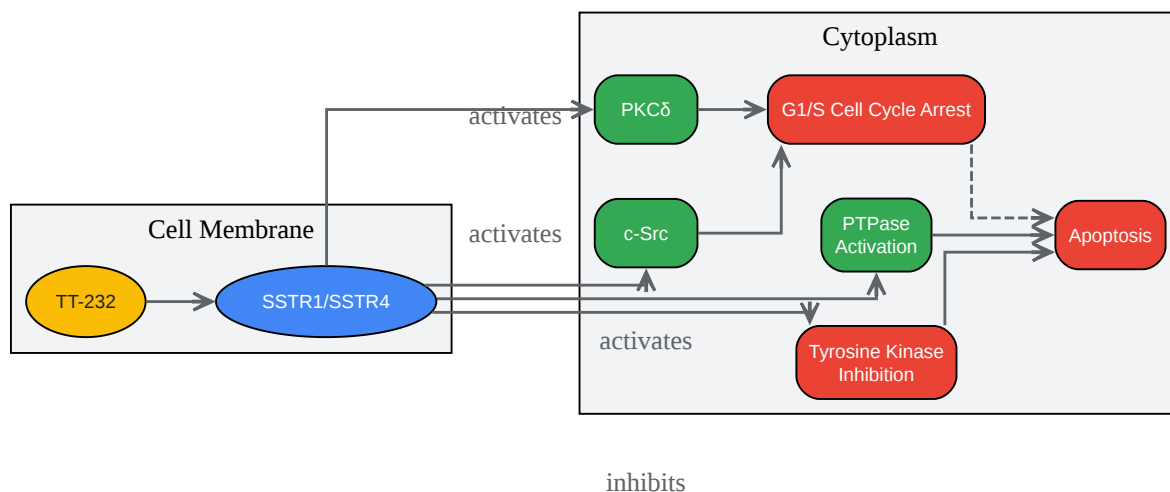 Cytoplasm
activates
PKCδ
G1/S Cell Cycle Arrest
Cell Membrane
activates
c-Src
PTPase
Activation
Apoptosis
TT-232
SSTR1/SSTR4
activates
Tyrosine Kinase
Inhibition
inhibits